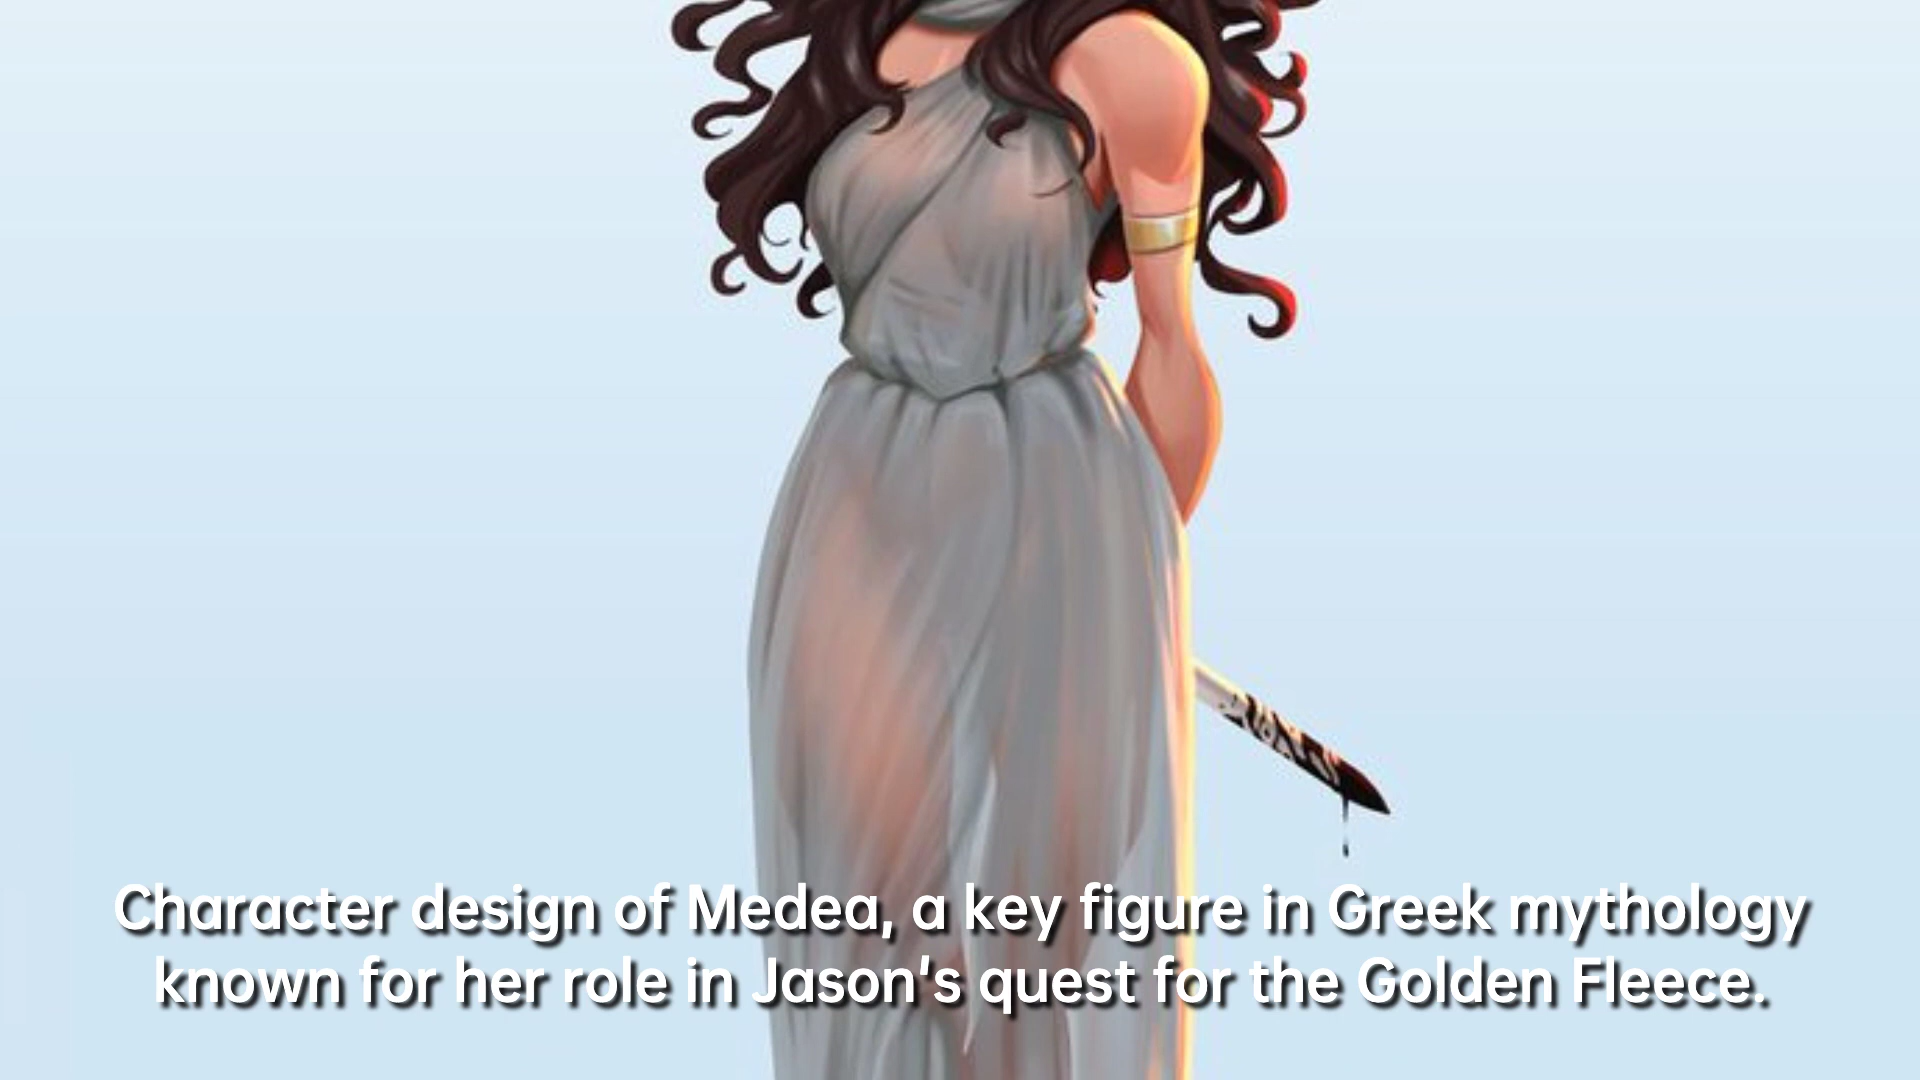 Character design of Medea, a key figure in Greek mythology
known for her role in Jason's quest for the Golden Fleece.